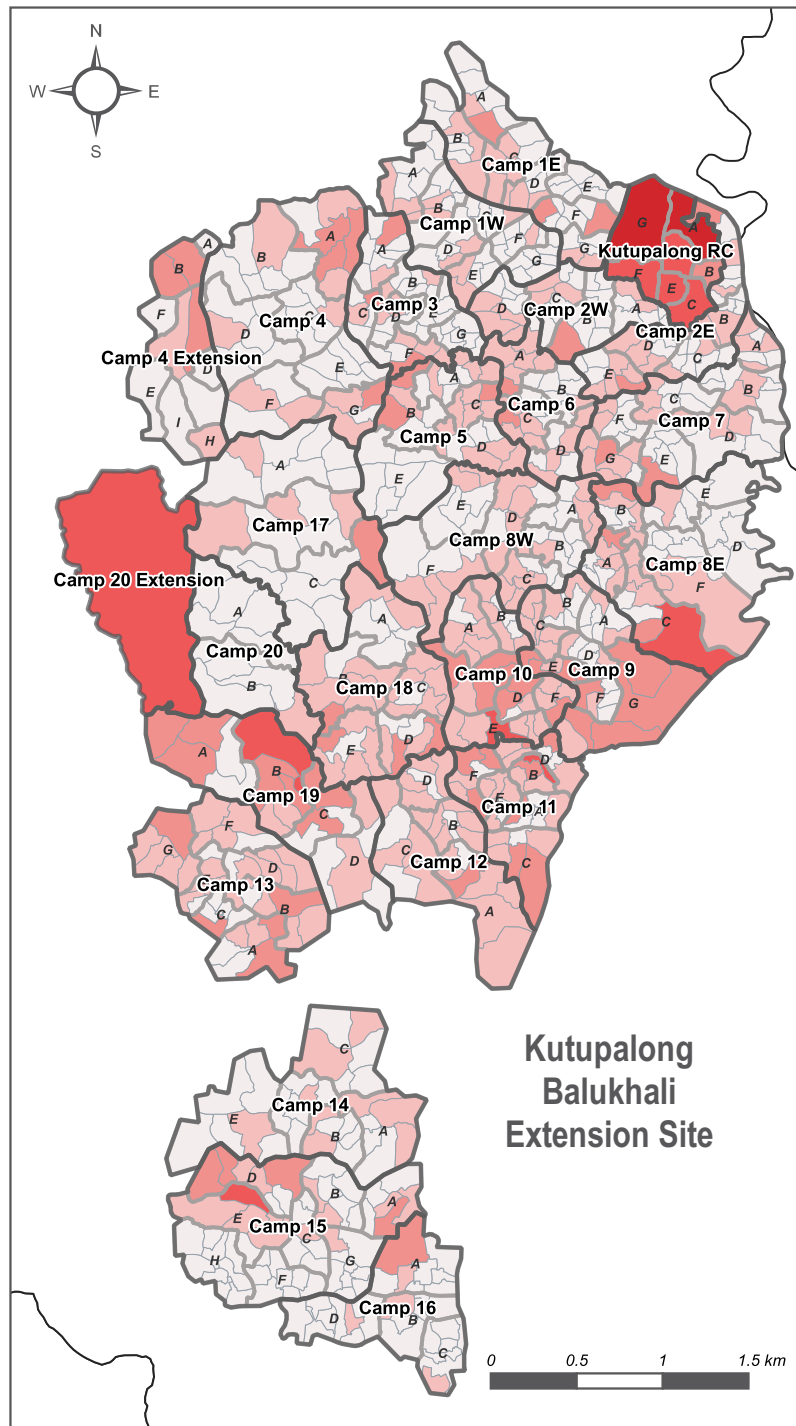 N
W E
S
A
B
C
Camp 1E
D
E
F
G
A
B
C
Camp 1W
D
F
E
G
G
A
Kutupalong RC
F
B
E
C
A
B
Camp 4
C
D
E
F
G
A
B
F
Camp 4 Extension
D
E
I
H
A
B
Camp 3
C
D
E
G
F
C
Camp 2W
B
D
A
A
B
Camp 2E
D
C
E
A
B
C
Camp 5
D
E
A
B
Camp 6
C
D
A
B
C
F
Camp 7
D
E
G
A
Camp 17
C
Camp 20 Extension
A
Camp 20
B
A
D
Camp 8W
B
E
F
C
E
B
D
Camp 8E
A
F
C
A
B
Camp 10
D
F
E
B
C
A
D
E
Camp 9
F
G
A
B
C
Camp 18
E
D
A
B
Camp 19
C
D
D
B
C
Camp 12
A
D
F
B
E
Camp 11
A
C
F
G
D
Camp 13
C
B
A
C
Camp 14
E
B
A
D
B
A
E
Camp 15
C
H
G
F
A
Camp 16
B
D
C
Kutupalong
Balukhali
Extension Site
0 0.5 1 1.5 km